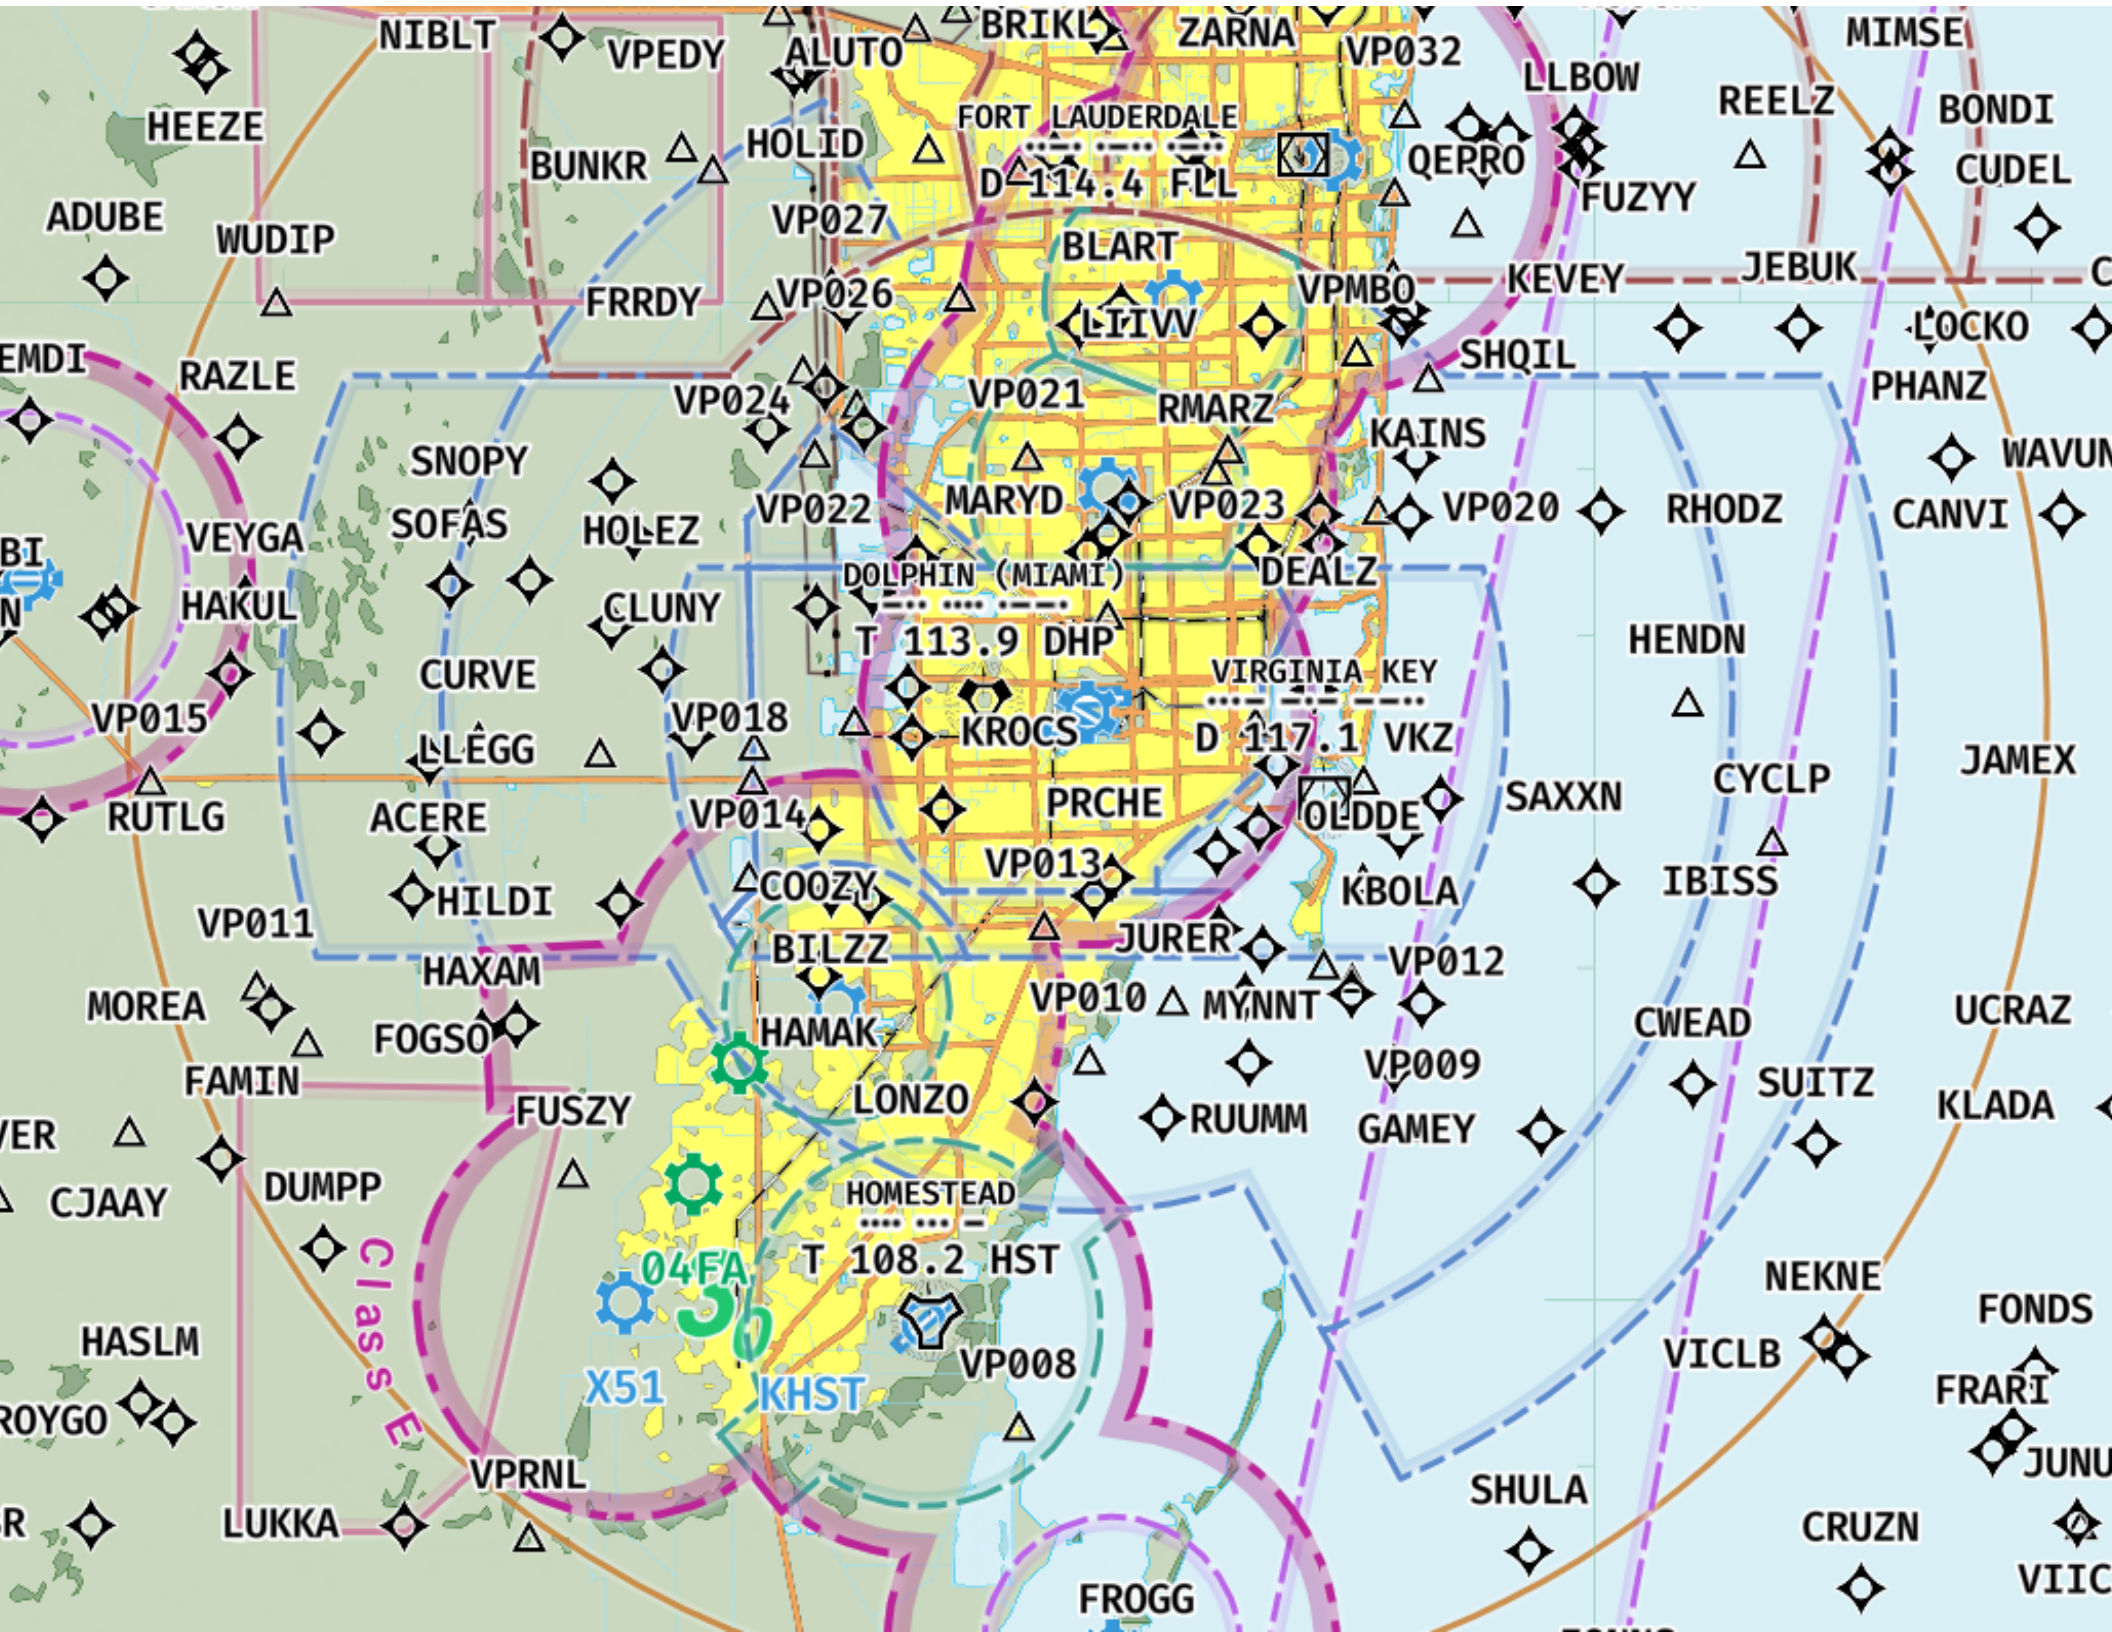 NIBLT
VPEDY
ALUTO
BRIKL
ZARNA
VP032
MIMSE
LLBOW
REELZ
BONDI
HEEZE
FORT LAUDERDALE
D 114.4 FLL
HOLID
BUNKR
QEPRO
CUDEL
FUZYY
ADUBE
WUDIP
VP027
BLART
KEVEY
JEBUK
FRRDY
VP026
VPMBO
LIIVV
LOCKO
EMDI
RAZLE
SHQIL
PHANZ
VP024
VP021
RMARZ
KAINS
SNOPY
WAVUN
SOFAS
HOLEZ
VP022
MARYD
VP023
VP020
RHODZ
CANVI
VEYGA
BI
DOLPHIN (MIAMI)
T 113.9 DHP
DEALZ
N
HAKUL
CLUNY
HENDN
CURVE
VIRGINIA KEY
D 117.1 VKZ
VP015
VP018
KROCS
LLEGG
JAMEX
RUTLG
ACERE
VP014
PRCHE
OLDDE
SAXXN
CYCLP
VP013
COOZY
KBOLA
IBISS
HILDI
VP011
BILZZ
JURER
VP012
HAXAM
MOREA
VP010
MYNNT
UCRAZ
FOGSO
HAMAK
CWEAD
FAMIN
VP009
SUITZ
FUSZY
LONZO
RUUMM
GAMEY
KLADA
VER
CJAAY
DUMPP
HOMESTEAD
T 108.2 HST
Class E
04FA
30
NEKNE
FONDS
HASLM
VICLB
VP008
X51
KHST
FRARI
ROYGO
VPRNL
JUNU
SHULA
R
LUKKA
CRUZN
VIIC
FROGG